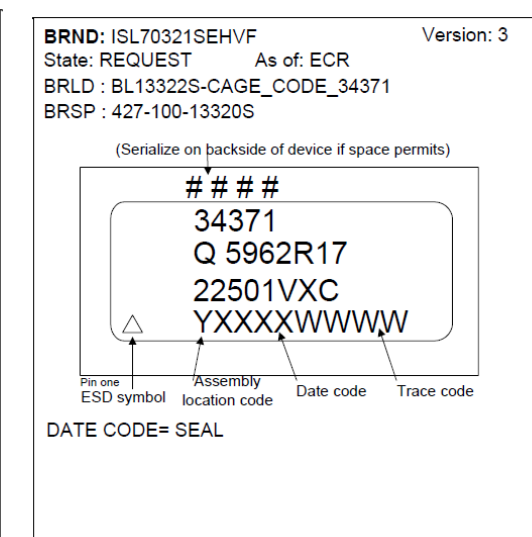 BRND: ISL70321SEHVF Version: 3
State: REQUEST As of: ECR
BRLD : BL13322S-CAGE_CODE_34371
BRSP : 427-100-13320S
(Serialize on backside of device if space permits)
####
34371
Q 5962R17
22501VXC
YXXXXWWWW
Pin one
ESD symbol
Assembly
location code
Date code
Trace code
DATE CODE= SEAL